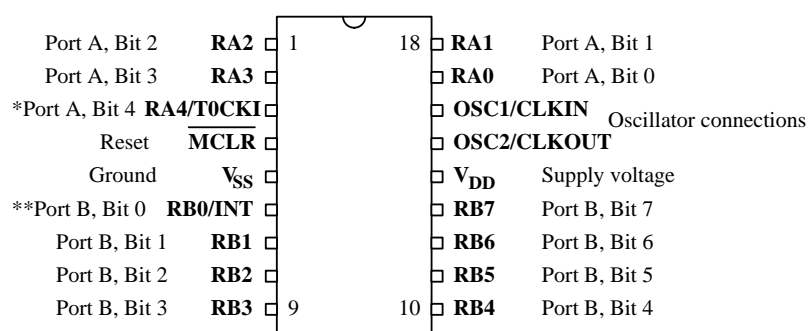 Port A, Bit 2 RA2 1 18 RA1 Port A, Bit 1
Port A, Bit 3 RA3 RA0 Port A, Bit 0
*Port A, Bit 4 RA4/T0CKI OSC1/CLKIN
Oscillator connections
Reset MCLR OSC2/CLKOUT
Ground VSS VDD Supply voltage
**Port B, Bit 0 RB0/INT RB7 Port B, Bit 7
Port B, Bit 1 RB1 RB6 Port B, Bit 6
Port B, Bit 2 RB2 RB5 Port B, Bit 5
Port B, Bit 3 RB3 9 10 RB4 Port B, Bit 4